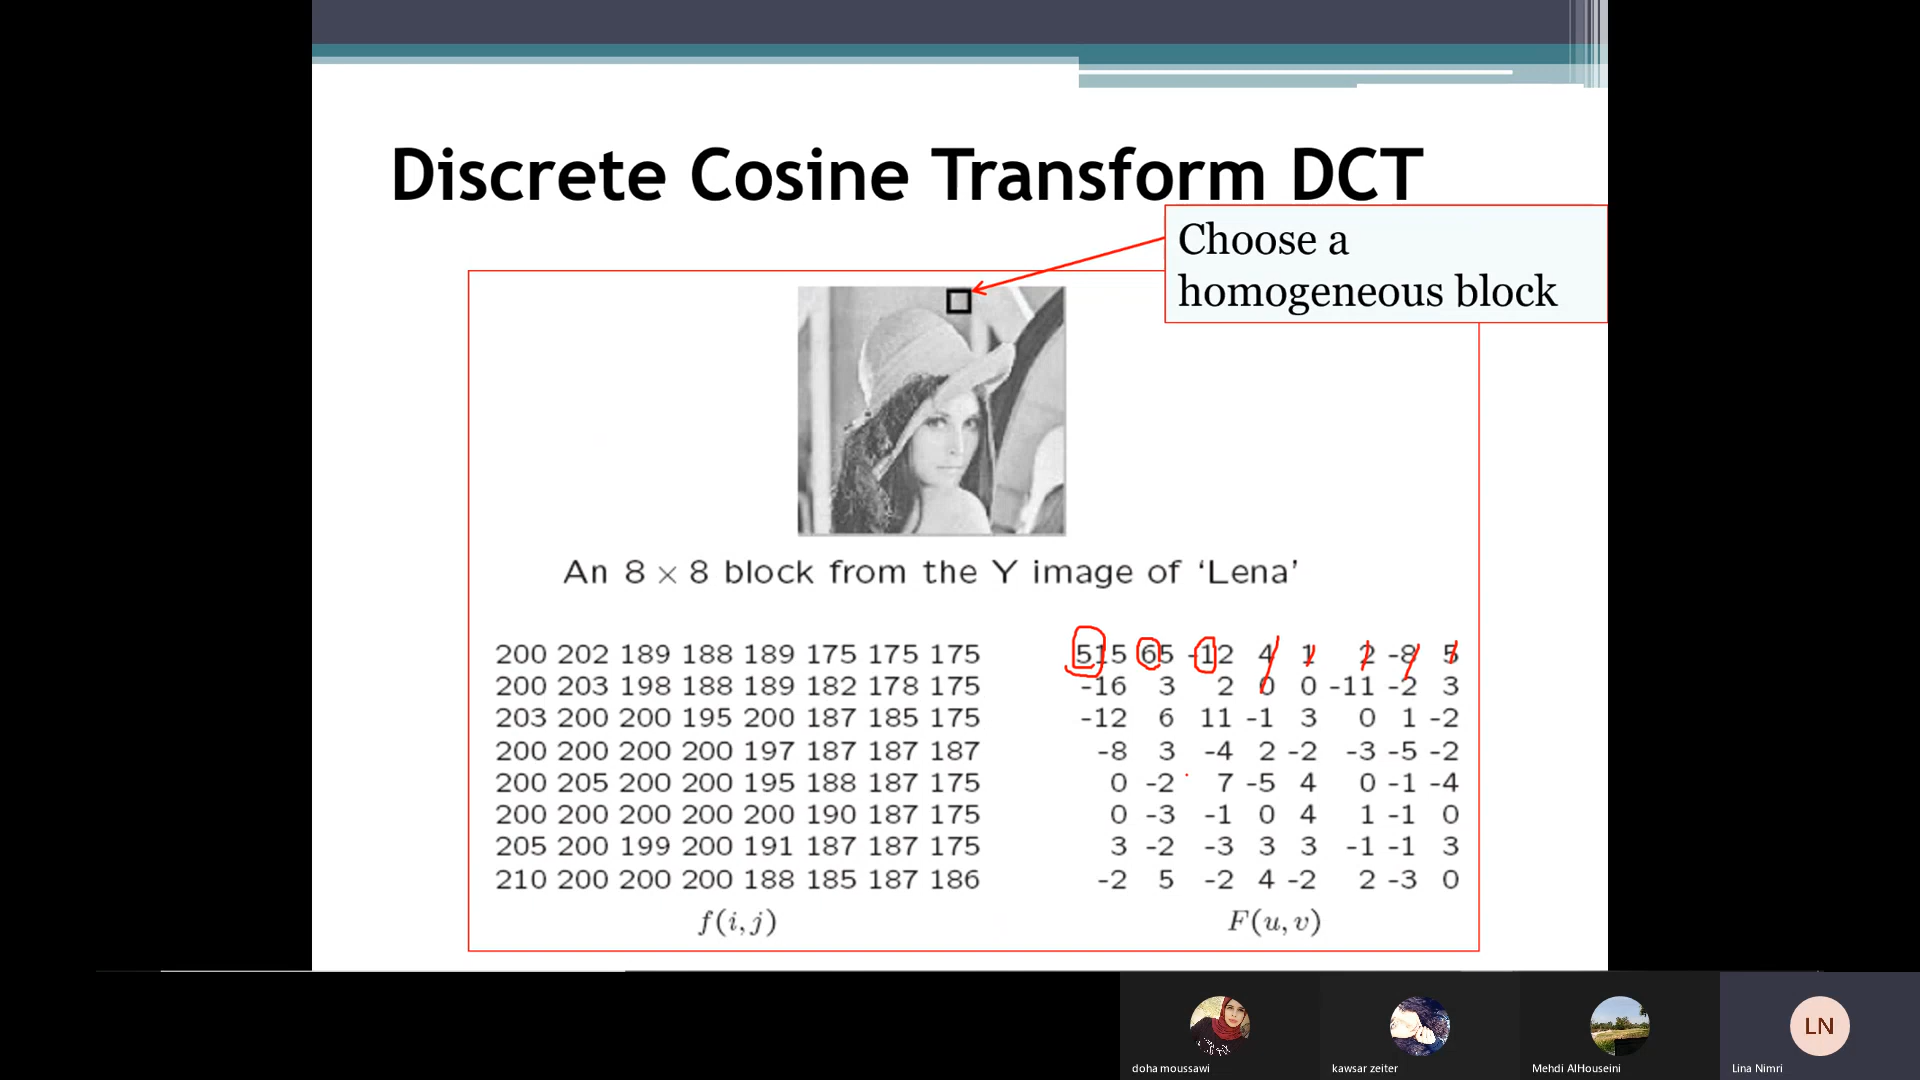 Discrete Cosine Transform DCT
Choose a
homogeneous block
An 8 × 8 block from the Y image of ‘Lena’
200 202 189 188 189 175 175 175
200 203 198 188 189 182 178 175
203 200 200 195 200 187 185 175
200 200 200 200 197 187 187 187
200 205 200 200 195 188 187 175
200 200 200 200 200 190 187 175
205 200 199 200 191 187 187 175
210 200 200 200 188 185 187 186
f(i,j)
515 65 -12 4 1 2 -8 5
-16 3 2 0 0 -11 -2 3
-12 6 11 -1 3 0 1 -2
-8 3 -4 2 -2 -3 -5 -2
0 -2 7 -5 4 0 -1 -4
0 -3 -1 0 4 1 -1 0
3 -2 -3 3 3 -1 -1 3
-2 5 -2 4 -2 2 -3 0
F(u,v)
LN
doha moussawi
kawsar zeiter
Mehdi AlHouseini
Lina Nimri